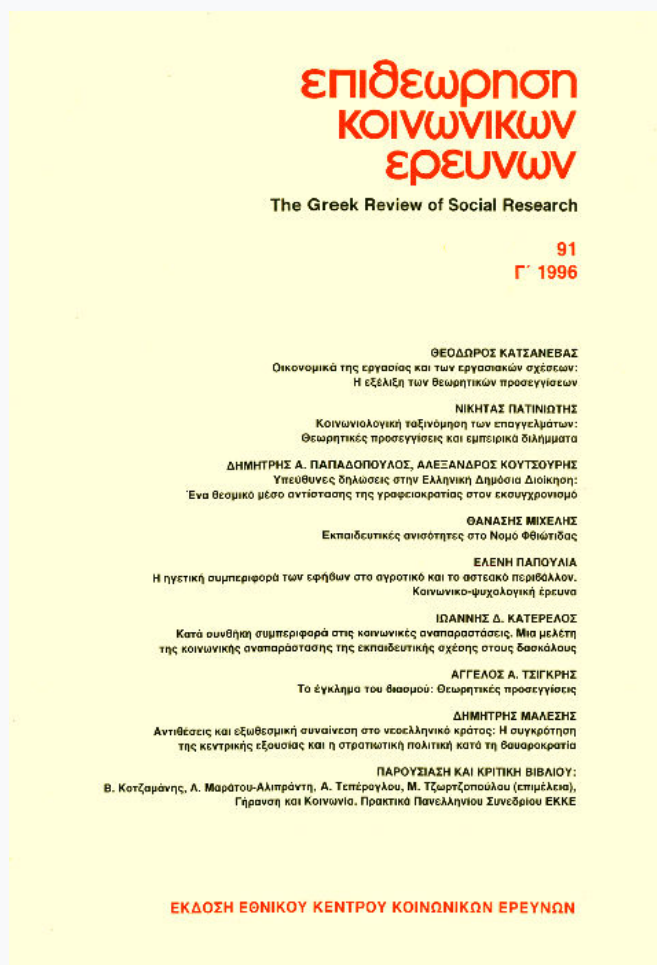 επιθεώρηση
κοινωνικών
ερευνών
The Greek Review of Social Research
91
Γ΄ 1996
ΘΕΟΔΩΡΟΣ ΚΑΤΣΑΝΕΒΑΣ
Οικονομικά της εργασίας και των εργασιακών σχέσεων:
Η εξέλιξη των θεωρητικών προσεγγίσεων
ΝΙΚΗΤΑΣ ΠΑΤΙΝΙΩΤΗΣ
Κοινωνιολογική ταξινόμηση των επαγγελμάτων:
Θεωρητικές προσεγγίσεις και εμπειρικά διλήμματα
ΔΗΜΗΤΡΗΣ Α. ΠΑΠΑΔΟΠΟΥΛΟΣ, ΑΛΕΞΑΝΔΡΟΣ ΚΟΥΤΣΟΥΡΗΣ
Υπεύθυνες δηλώσεις στην Ελληνική Δημόσια Διοίκηση:
Ένα θεσμικό μέσο αντίστασης της γραφειοκρατίας στον εκσυγχρονισμό
ΘΑΝΑΣΗΣ ΜΙΧΕΛΗΣ
Εκπαιδευτικές ανισότητες στο Νομό Φθιώτιδας
ΕΛΕΝΗ ΠΑΠΟΥΛΙΑ
Η ηγετική συμπεριφορά των εφήβων στο αγροτικό και το αστεακό περιβάλλον.
Κοινωνικο-ψυχολογική έρευνα
ΙΩΑΝΝΗΣ Δ. ΚΑΤΕΡΕΛΟΣ
Κατά συνθήκη συμπεριφορά στις κοινωνικές αναπαραστάσεις. Μια μελέτη
της κοινωνικής αναπαράστασης της εκπαιδευτικής σχέσης στους δασκάλους
ΑΓΓΕΛΟΣ Α. ΤΣΙΓΚΡΗΣ
Το έγκλημα του βιασμού: Θεωρητικές προσεγγίσεις
ΔΗΜΗΤΡΗΣ ΜΑΛΕΣΗΣ
Αντιθέσεις και εξωθεσμική συναίνεση στο νεοελληνικό κράτος: Η συγκρότηση
της κεντρικής εξουσίας και η στρατιωτική πολιτική κατά τη βαυαροκρατία
ΠΑΡΟΥΣΙΑΣΗ ΚΑΙ ΚΡΙΤΙΚΗ ΒΙΒΛΙΟΥ:
Β. Κοτζαμάνης, Λ. Μαράτου-Αλιπράντη, Α. Τεπέρογλου, Μ. Τζωρτζοπούλου (επιμέλεια),
Γήρανση και Κοινωνία. Πρακτικά Πανελληνίου Συνεδρίου ΕΚΚΕ
ΕΚΔΟΣΗ ΕΘΝΙΚΟΥ ΚΕΝΤΡΟΥ ΚΟΙΝΩΝΙΚΩΝ ΕΡΕΥΝΩΝ